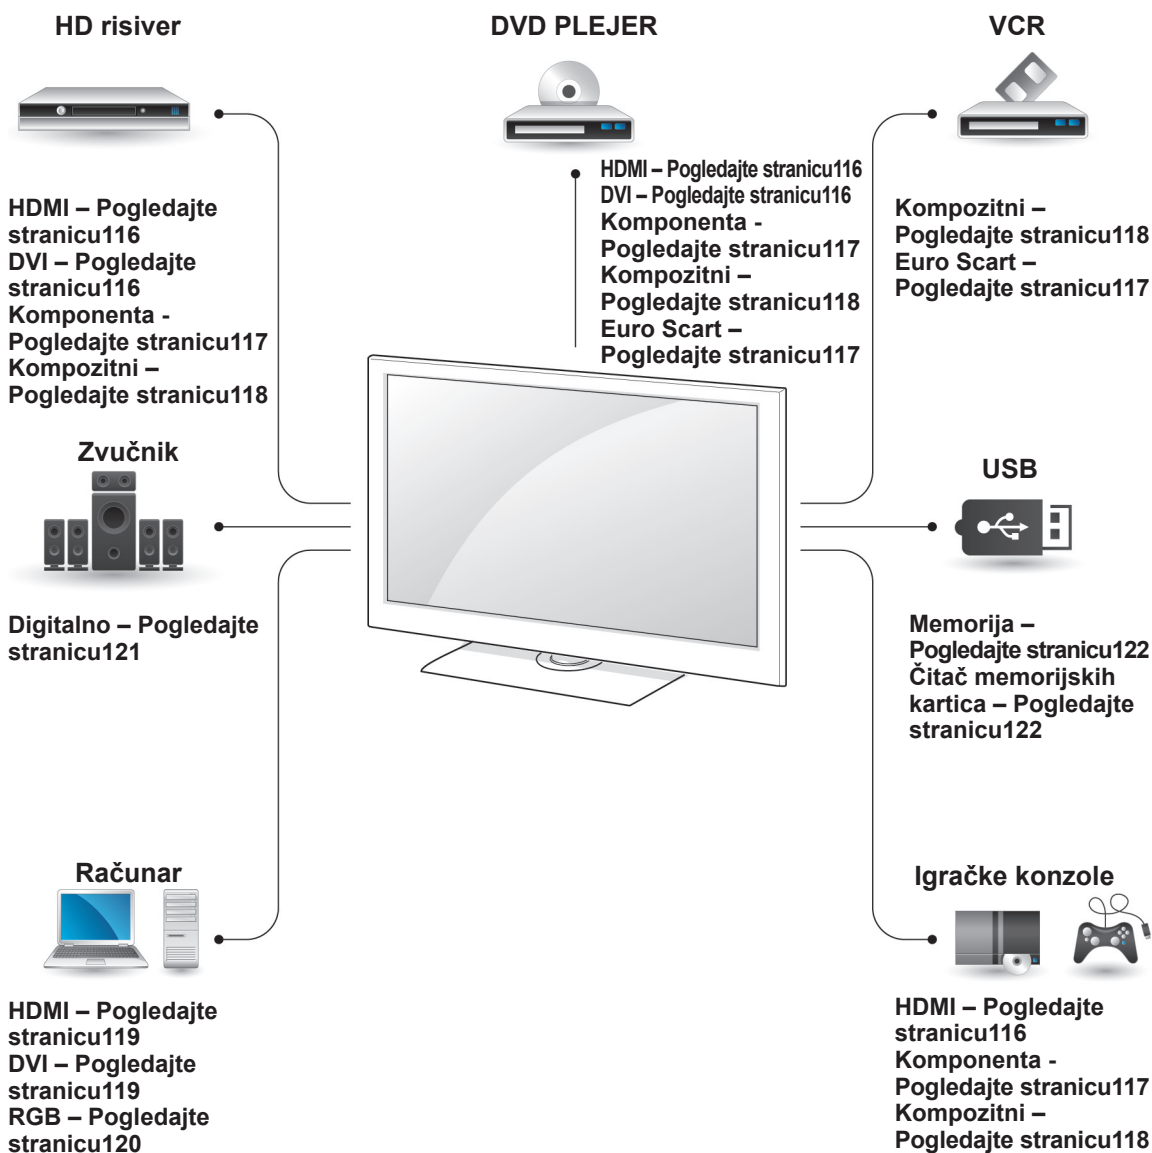 HD risiver
HDMI – Pogledajte
stranicu116
DVI – Pogledajte
stranicu116
Komponenta -
Pogledajte stranicu117
Kompozitni –
Pogledajte stranicu118
DVD PLEJER
HDMI – Pogledajte stranicu116
DVI – Pogledajte stranicu116
Komponenta -
Pogledajte stranicu117
Kompozitni –
Pogledajte stranicu118
Euro Scart –
Pogledajte stranicu117
VCR
Kompozitni –
Pogledajte stranicu118
Euro Scart –
Pogledajte stranicu117
Zvučnik
Digitalno – Pogledajte
stranicu121
USB
Memorija –
Pogledajte stranicu122
Čitač memorijskih
kartica – Pogledajte
stranicu122
Računar
HDMI – Pogledajte
stranicu119
DVI – Pogledajte
stranicu119
RGB – Pogledajte
stranicu120
Igračke konzole
HDMI – Pogledajte
stranicu116
Komponenta -
Pogledajte stranicu117
Kompozitni –
Pogledajte stranicu118